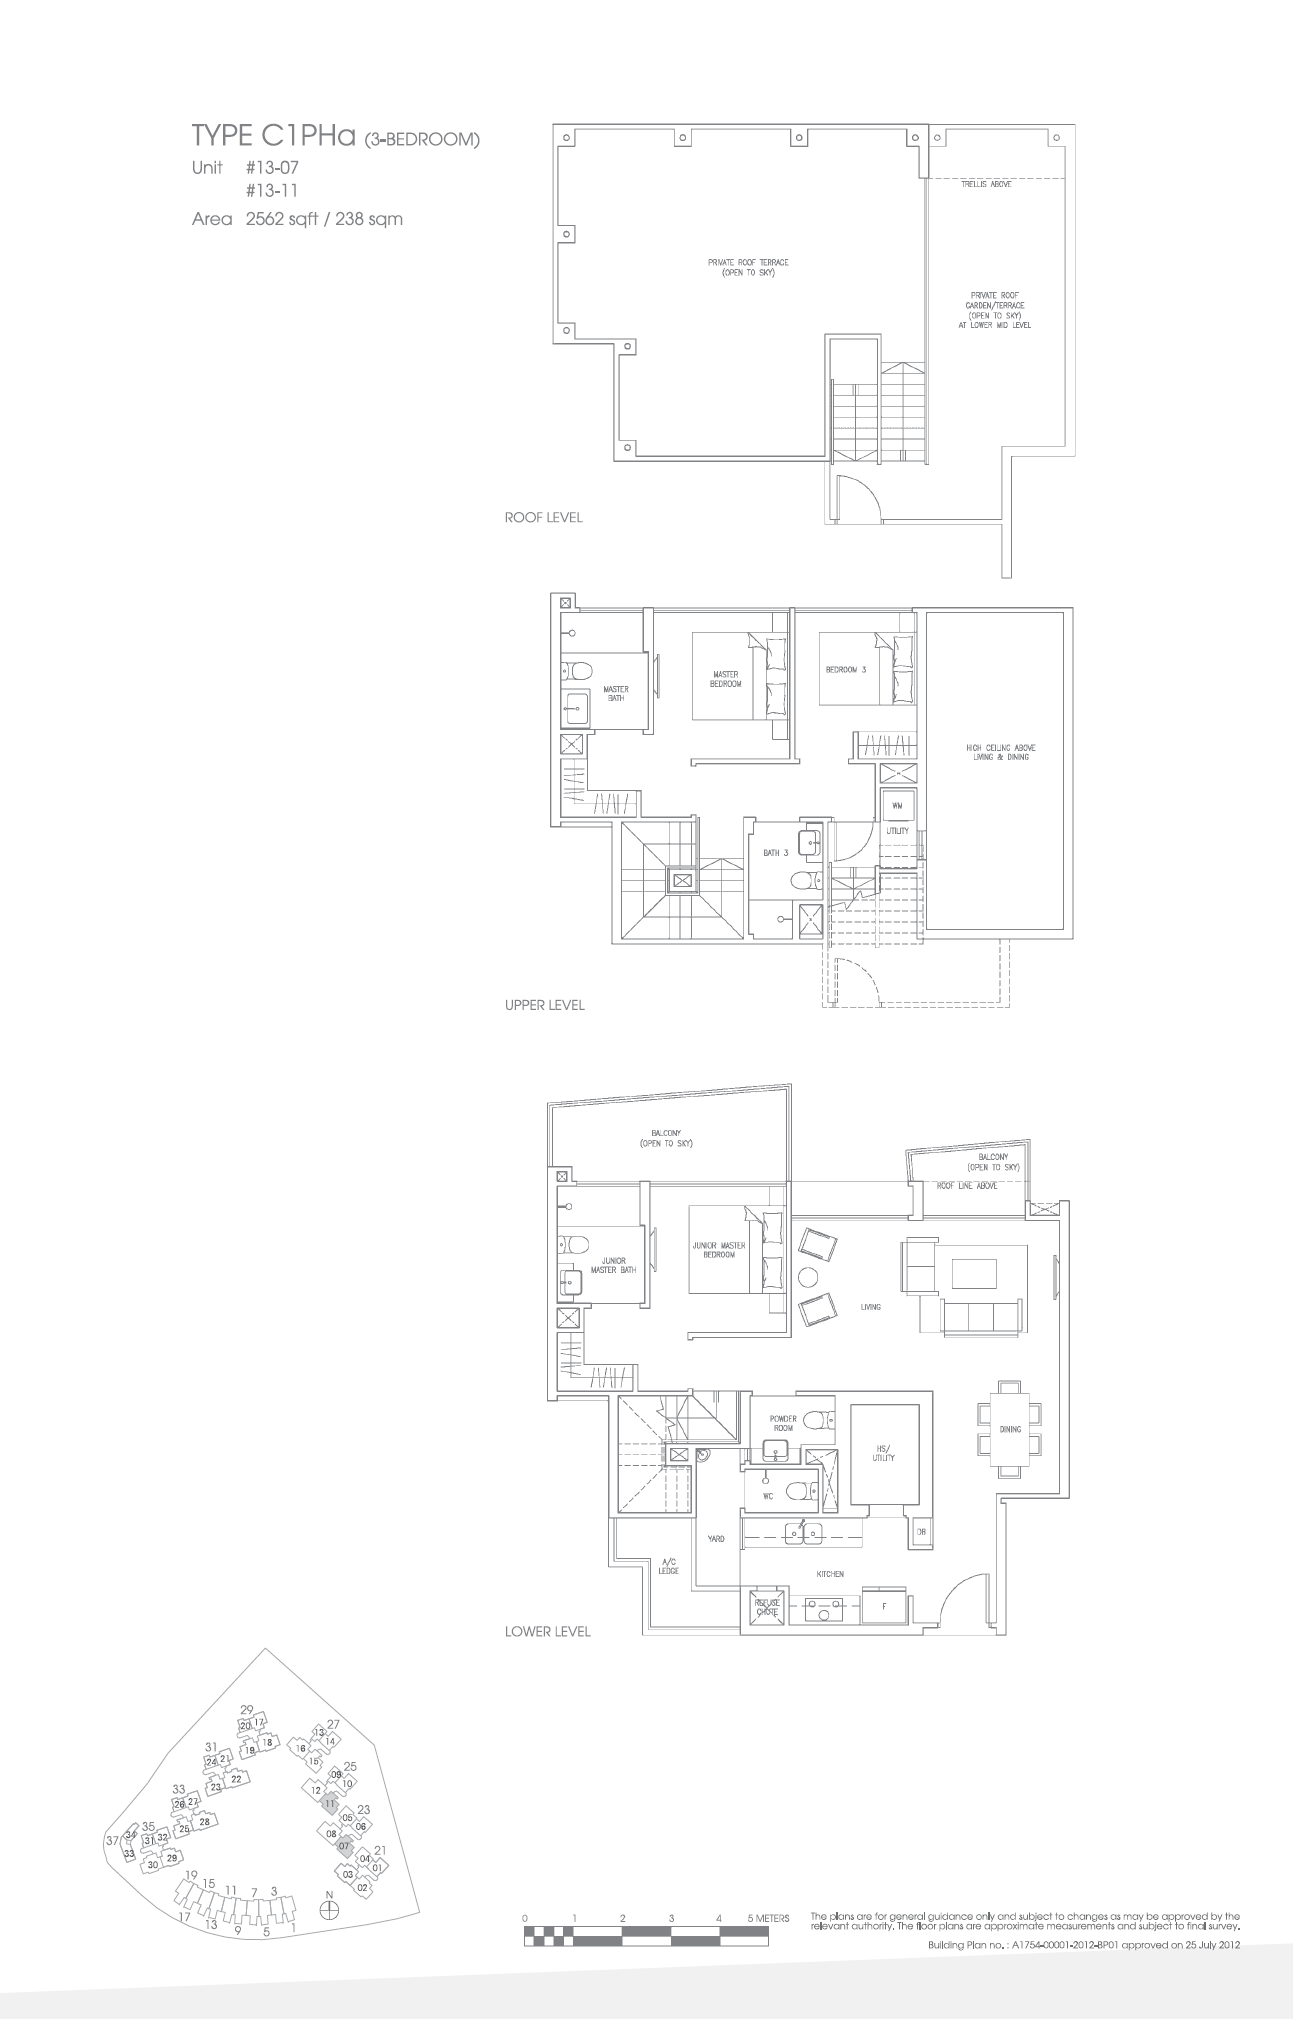 TYPE C1PHa (3-BEDROOM)
Unit #13-07
#13-11
Area 2562 sqft / 238 sqm
TRELLIS ABOVE
PRIVATE ROOF TERRACE
(OPEN TO SKY)
PRIVATE ROOF
GARDEN/TERRACE
(OPEN TO SKY)
AT LOWER MID LEVEL
ROOF LEVEL
MASTER
BATH
MASTER
BEDROOM
BEDROOM 3
HIGH CEILING ABOVE
LIVING & DINING
WM
UTILITY
BATH 3
UPPER LEVEL
BALCONY
(OPEN TO SKY)
BALCONY
(OPEN TO SKY)
ROOF LINE ABOVE
JUNIOR
MASTER BATH
JUNIOR MASTER
BEDROOM
LIVING
DINING
POWDER
ROOM
HS/
UTILITY
WC
YARD
DB
A/C
LEDGE
KITCHEN
REFUSE
CHUTE
F
LOWER LEVEL
29
20 17
19 18
27
13
14
16
15
31
24 21
23 22
25
09
10
12
11
33
26 27
25 28
23
05
06
08
07
35
37 34
31 32
33
30 29
21
04
01
03
02
19
15
11
7
3
17
13
9
5
1
N
0 1 2 3 4 5 METERS
The plans are for general guidance only and subject to changes as may be approved by the
relevant authority. The floor plans are approximate measurements and subject to final survey.
Building Plan no. : A1754-00001-2012-BP01 approved on 25 July 2012